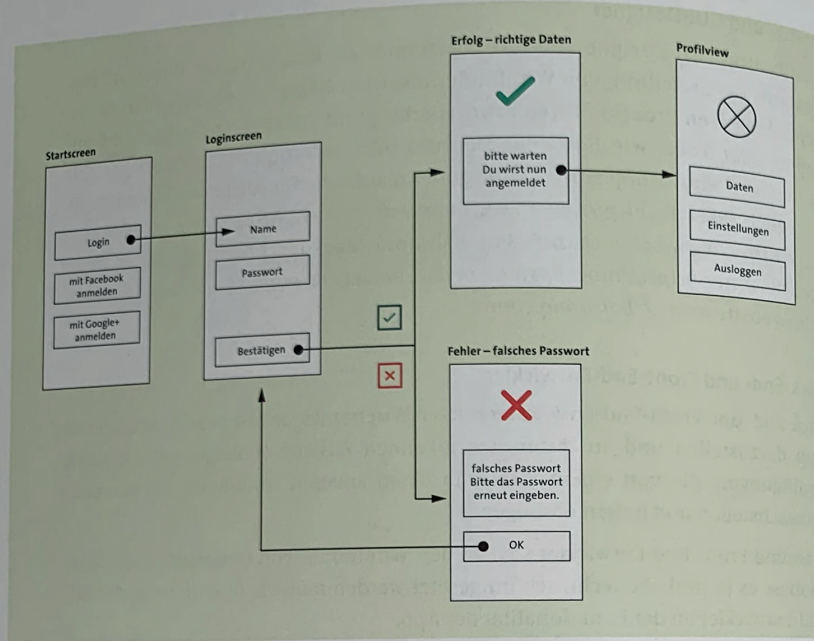 Startscreen
Login
mit Facebook
anmelden
mit Google+
anmelden
Loginscreen
Name
Passwort
Bestätigen
Erfolg – richtige Daten
bitte warten
Du wirst nun
angemeldet
Profilview
Daten
Einstellungen
Ausloggen
Fehler – falsches Passwort
falsches Passwort
Bitte das Passwort
erneut eingeben.
OK